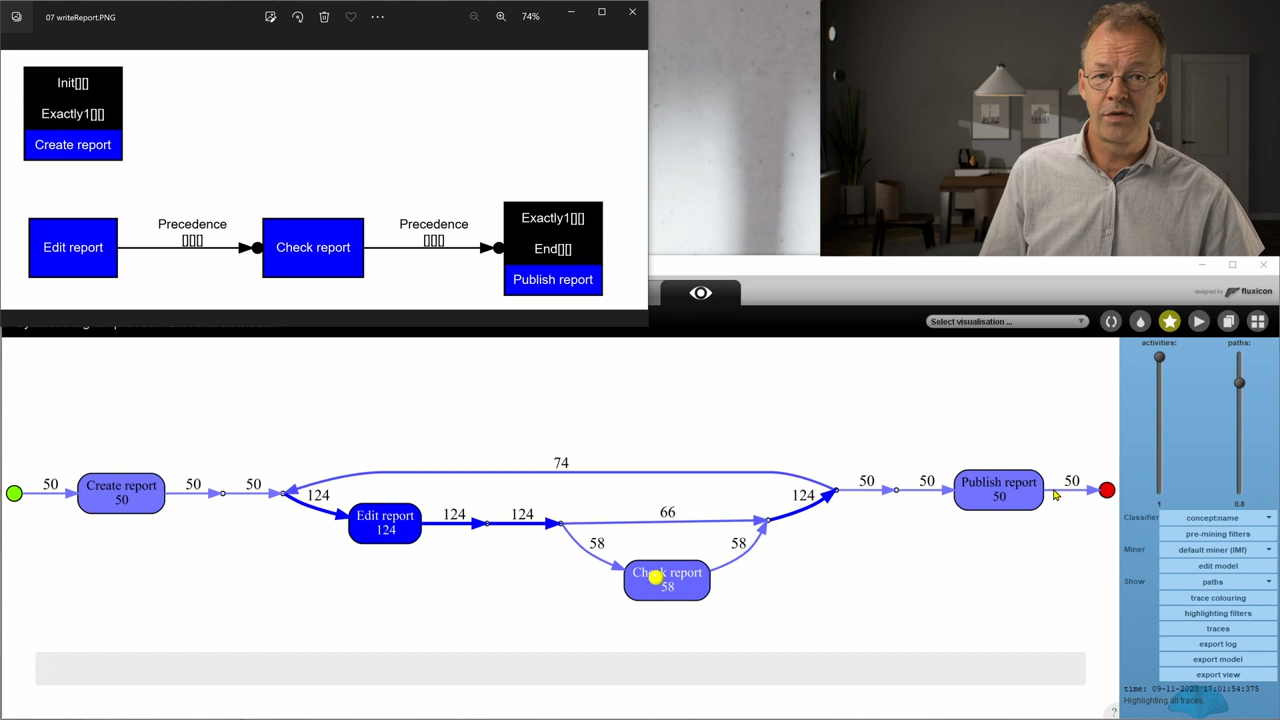 07 writeReport.PNG
74%
Init[][]
Exactly1[][]
Create report
Edit report
Precedence
[][][]
Check report
Precedence
[][][]
Exactly1[][]
End[][]
Publish report
designed by fluxicon
Select visualisation ...
activities:
paths:
50
Create report
50
50
50
74
124
Edit report
124
124
124
66
58
Check report
58
58
124
50
50
Publish report
50
50
1
0.8
Classifier
concept:name
pre-mining filters
Miner
default miner (IMf)
edit model
Show
paths
trace colouring
highlighting filters
traces
export log
export model
export view
time: 09-11-2020 17:01:54:375
Highlighting all traces.
?